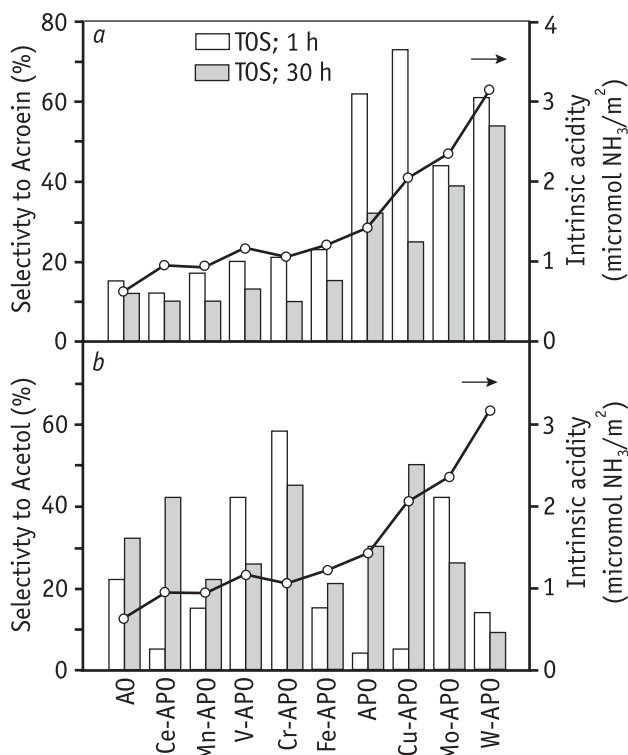 a
TOS; 1 h
TOS; 30 h
Selectivty to Acroein (%)
80
60
40
20
0
4
3
2
1
0
Intrinsic acidity
(micromol NH3/m2)
b
Selectivity to Acetol (%)
60
40
20
0
3
2
1
0
Intrinsic acidity
(micromol NH3/m2)
AO
Ce-APO
Mn-APO
V-APO
Cr-APO
Fe-APO
APO
Cu-APO
Mo-APO
W-APO